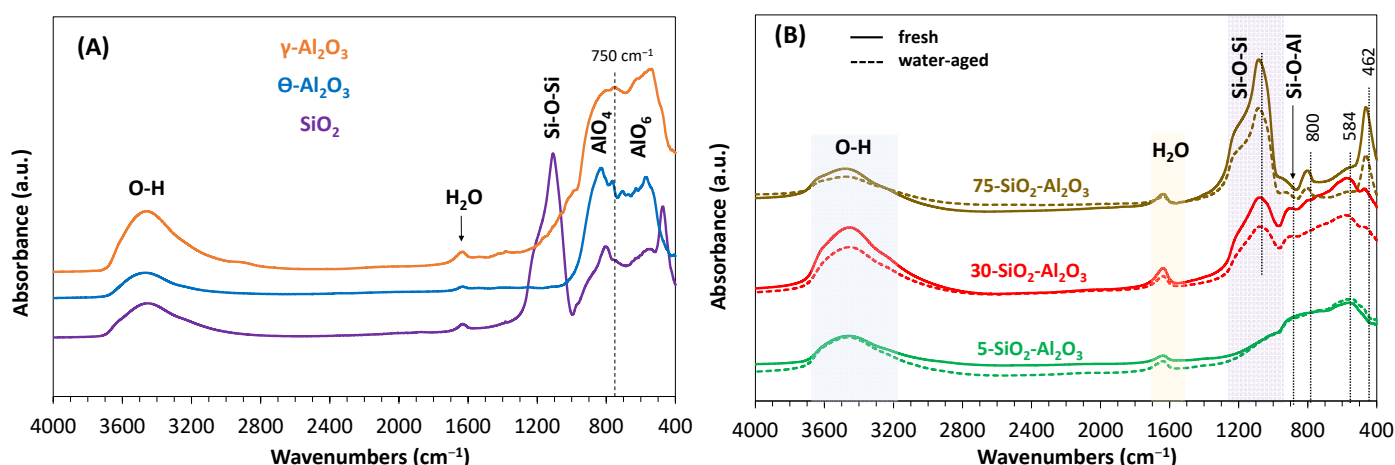 (A)
γ-Al₂O₃
Ө-Al₂O₃
SiO₂
O-H
H₂O
Si-O-Si
AlO₄
750 cm⁻¹
AlO₆
Absorbance (a.u.)
4000 3600 3200 2800 2400 2000 1600 1200 800 400
Wavenumbers (cm⁻¹)
(B)
fresh
water-aged
O-H
H₂O
Si-O-Si
Si-O-Al
800
584
462
75-SiO₂-Al₂O₃
30-SiO₂-Al₂O₃
5-SiO₂-Al₂O₃
Absorbance (a.u.)
4000 3600 3200 2800 2400 2000 1600 1200 800 400
Wavenumbers (cm⁻¹)